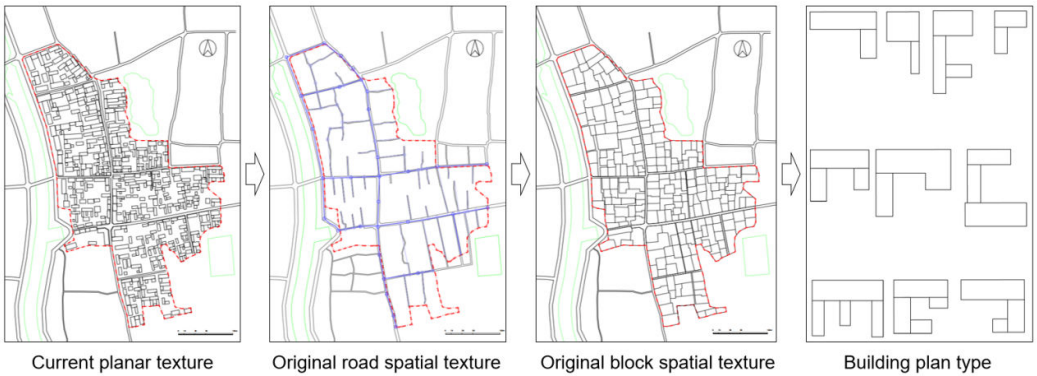 Current planar texture
Original road spatial texture
Original block spatial texture
Building plan type